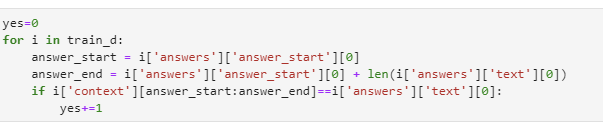 yes=0
for i in train_d:
    answer_start = i['answers']['answer_start'][0]
    answer_end = i['answers']['answer_start'][0] + len(i['answers']['text'][0])
    if i['context'][answer_start:answer_end]==i['answers']['text'][0]:
        yes+=1